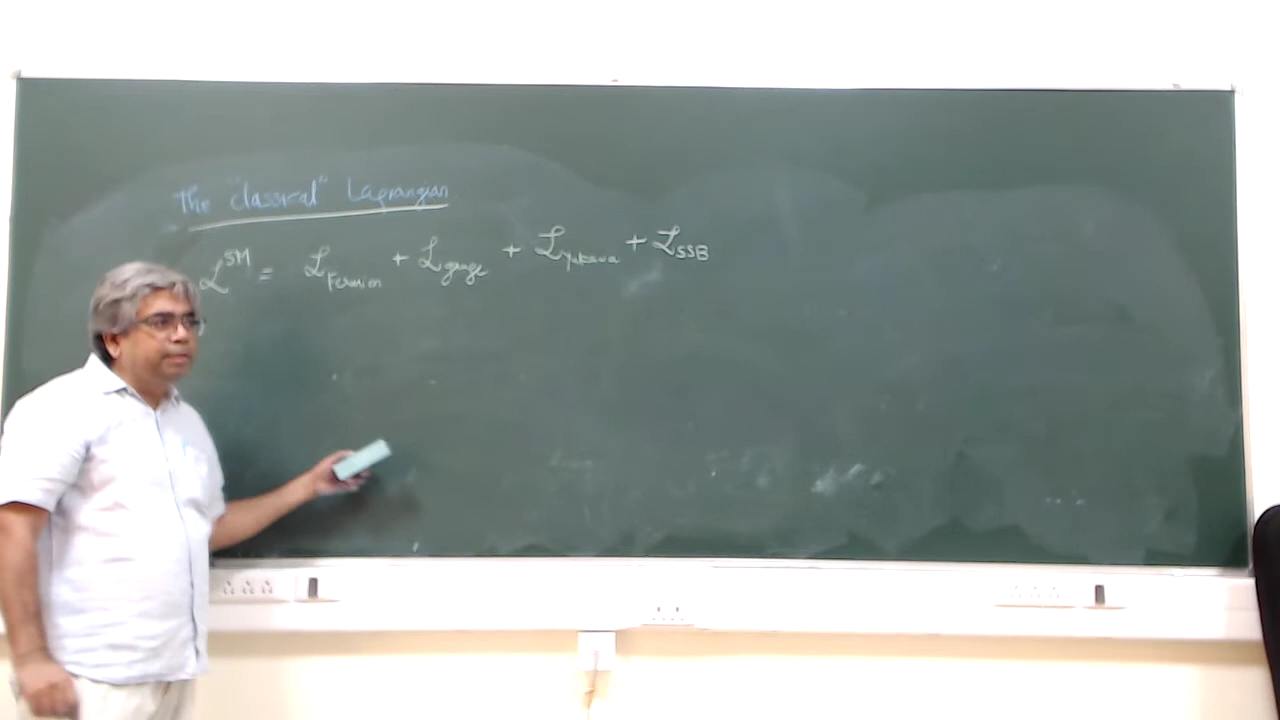 The "classical" Lagrangian
ℒ^SM = ℒ_Fermion + ℒ_gauge + ℒ_Yukawa + ℒ_SSB